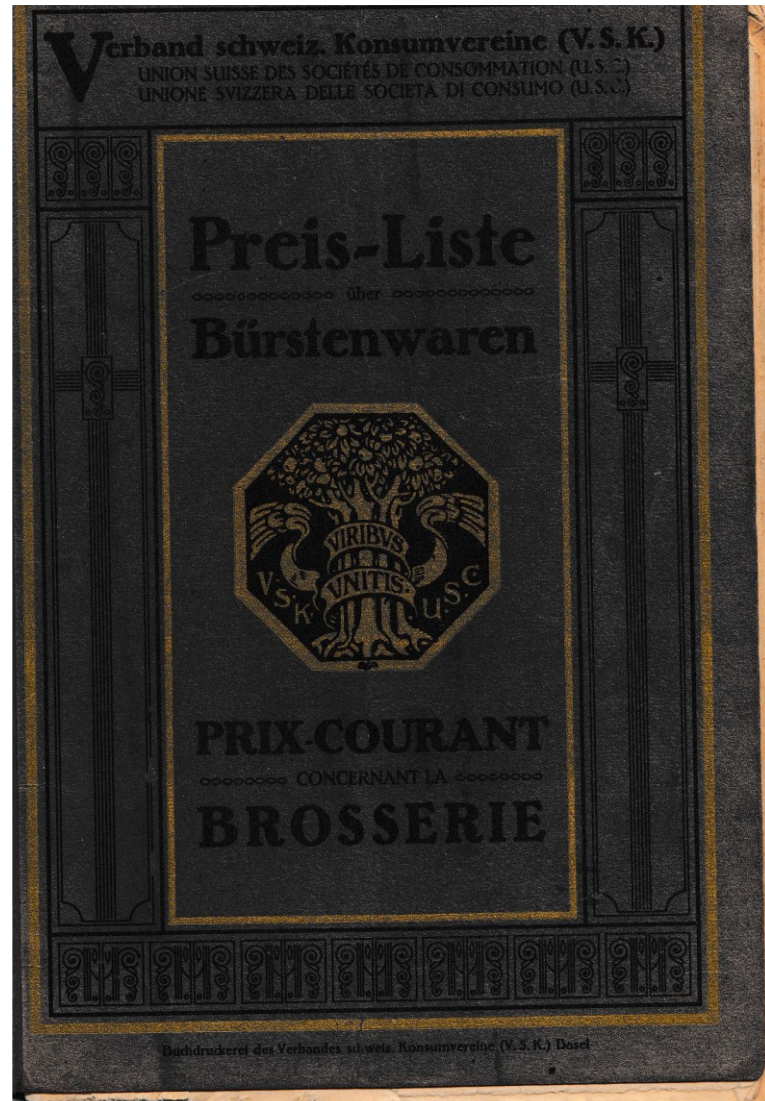 Verband schweiz. Konsumvereine (V. S. K.)
UNION SUISSE DES SOCIÉTÉS DE CONSOMMATION (U. S. C.)
UNIONE SVIZZERA DELLE SOCIETÀ DI CONSUMO (U. S. C.)
Preis-Liste
über
Bürstenwaren
VIRIBVS
VNITIS
V. S. K.
U. S. C
PRIX-COURANT
CONCERNANT LA
BROSSERIE
Buchdruckerei des Verbandes schweiz. Konsumvereine (V. S. K.) Basel